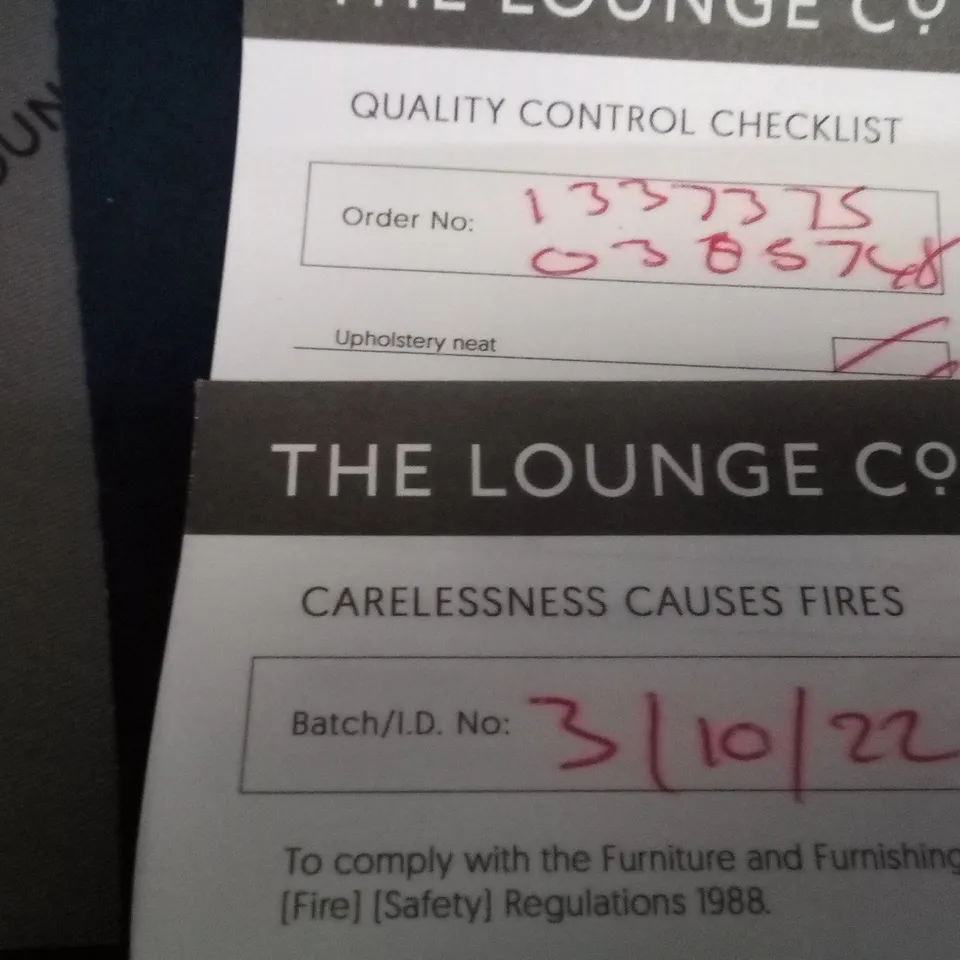 THE LOUNGE Cº
QUALITY CONTROL CHECKLIST
Order No: 1337375
Upholstery neat
THE LOUNGE Cº
CARELESSNESS CAUSES FIRES
Batch/I.D. No: 3/10/22
To comply with the Furniture and Furnishing
[Fire] [Safety] Regulations 1988.